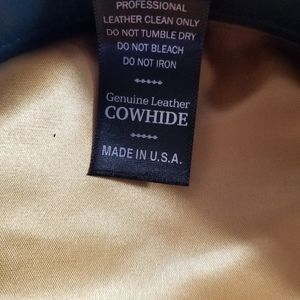 PROFESSIONAL
LEATHER CLEAN ONLY
DO NOT TUMBLE DRY
DO NOT BLEACH
DO NOT IRON
Genuine Leather
COWHIDE
MADE IN U.S.A.